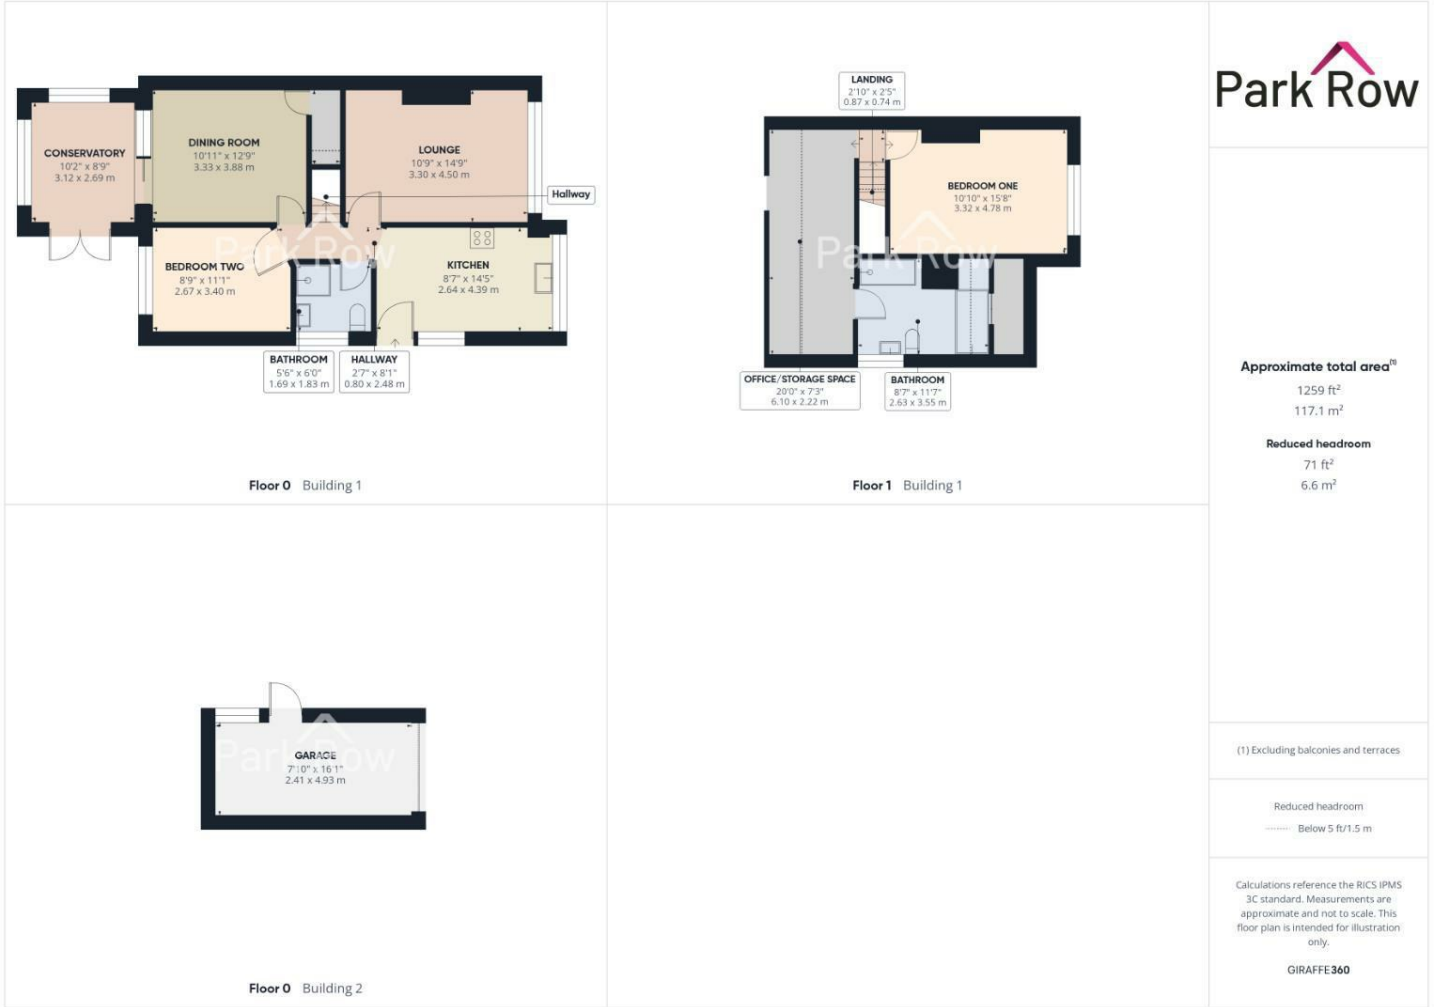 CONSERVATORY
10'2" x 8'9"
3.12 x 2.69 m
DINING ROOM
10'11" x 12'9"
3.33 x 3.88 m
LOUNGE
10'9" x 14'9"
3.30 x 4.50 m
Hallway
BEDROOM TWO
8'9" x 11'1"
2.67 x 3.40 m
KITCHEN
8'7" x 14'5"
2.64 x 4.39 m
Park Row
BATHROOM
5'6" x 6'0"
1.69 x 1.83 m
HALLWAY
2'7" x 8'1"
0.80 x 2.48 m
Floor 0 Building 1
LANDING
2'10" x 2'5"
0.87 x 0.74 m
BEDROOM ONE
10'10" x 15'8"
3.32 x 4.78 m
Park Row
OFFICE/STORAGE SPACE
20'0" x 7'3"
6.10 x 2.22 m
BATHROOM
8'7" x 11'7"
2.63 x 3.55 m
Floor 1 Building 1
Park Row
GARAGE
7'10" x 16'1"
2.41 x 4.93 m
Floor 0 Building 2
Park Row
Approximate total area(1)
1259 ft²
117.1 m²
Reduced headroom
71 ft²
6.6 m²
(1) Excluding balconies and terraces
Reduced headroom
Below 5 ft/1.5 m
Calculations reference the RICS IPMS
3C standard. Measurements are
approximate and not to scale. This
floor plan is intended for illustration
only.
GIRAFFE360